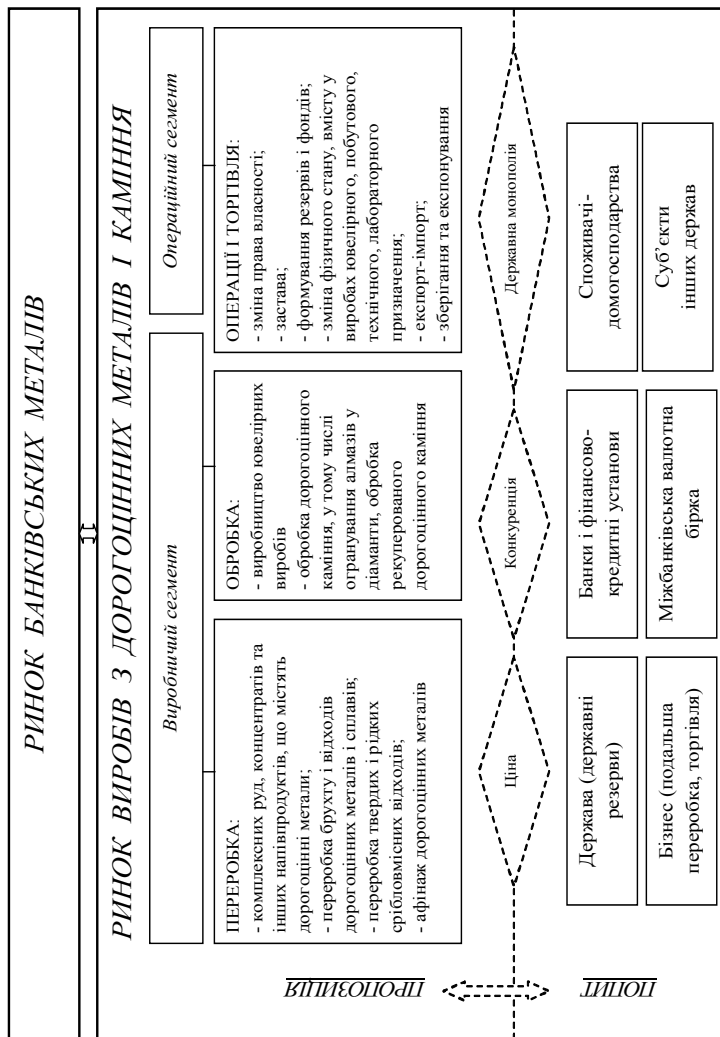 РИНОК БАНКІВСЬКИХ МЕТАЛІВ
РИНОК ВИРОБІВ З ДОРОГОЦІННИХ МЕТАЛІВ І КАМІННЯ
Виробничий сегмент
Операційний сегмент
ПЕРЕРОБКА:
- комплексних руд, концентратів та
інших напівпродуктів, що містять
дорогоцінні метали;
- переробка брухту і відходів
дорогоцінних металів і сплавів;
- переробка твердих і рідких
срібловмісних відходів;
- афінаж дорогоцінних металів
ОБРОБКА:
- виробництво ювелірних
виробів
- обробка дорогоцінного
каміння, у тому числі
огранування алмазів у
діаманти, обробка
рекуперованого
дорогоцінного каміння
ОПЕРАЦІЇ І ТОРГІВЛЯ:
- зміна права власності;
- застава;
- формування резервів і фондів;
- зміна фізичного стану, вмісту у
виробах ювелірного, побутового,
технічного, лабораторного
призначення;
- експорт-імпорт;
- зберігання та експонування
ПРОПОЗИЦІЯ
Ціна
Конкуренція
Державна монополія
ПОПИТ
Держава (державні
резерви)
Банки і фінансово-
кредитні установи
Споживачі-
домогосподарства
Бізнес (подальша
переробка, торгівля)
Міжбанківська валютна
біржа
Суб’єкти
інших держав